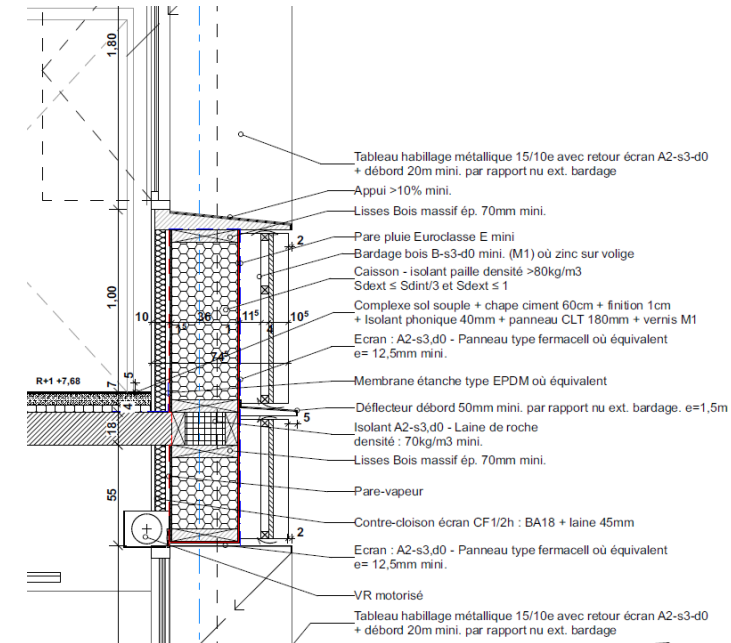 1,80
Tableau habillage métallique 15/10e avec retour écran A2-s3-d0
+ débord 20m mini. par rapport nu ext. bardage
Appui >10% mini.
Lisses Bois massif ép. 70mm mini.
2
Pare pluie Euroclasse E mini
Bardage bois B-s3-d0 mini. (M1) où zinc sur volige
Caisson - isolant paille densité >80kg/m3
Sdext ≤ Sdint/3 et Sdext ≤ 1
1,00
10
36
11⁵
10⁵
Complexe sol souple + chape ciment 60cm + finition 1cm
+ Isolant phonique 40mm + panneau CLT 180mm + vernis M1
1⁵
1
4
Ecran : A2-s3,d0 - Panneau type fermacell où équivalent
e= 12,5mm mini.
74⁵
R+1 +7,68
7
5
Membrane étanche type EPDM où équivalent
4
Déflecteur débord 50mm mini. par rapport nu ext. bardage. e=1,5m
5
18
Isolant A2-s3,d0 - Laine de roche
densité : 70kg/m3 mini.
Lisses Bois massif ép. 70mm mini.
55
Pare-vapeur
Contre-cloison écran CF1/2h : BA18 + laine 45mm
2
Ecran : A2-s3,d0 - Panneau type fermacell où équivalent
e= 12,5mm mini.
VR motorisé
Tableau habillage métallique 15/10e avec retour écran A2-s3-d0
+ débord 20m mini. par rapport nu ext. bardage